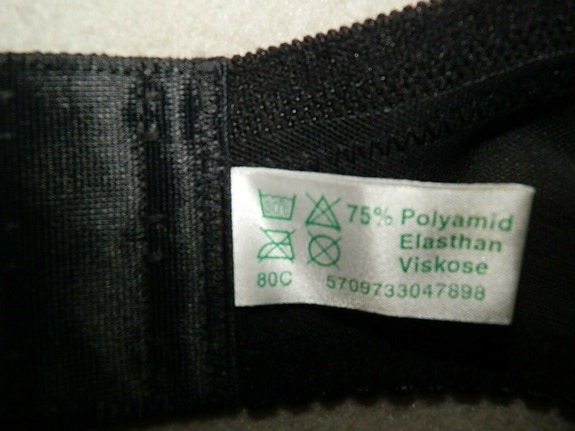 75% Polyamid
Elasthan
Viskose
80C 5709733047898